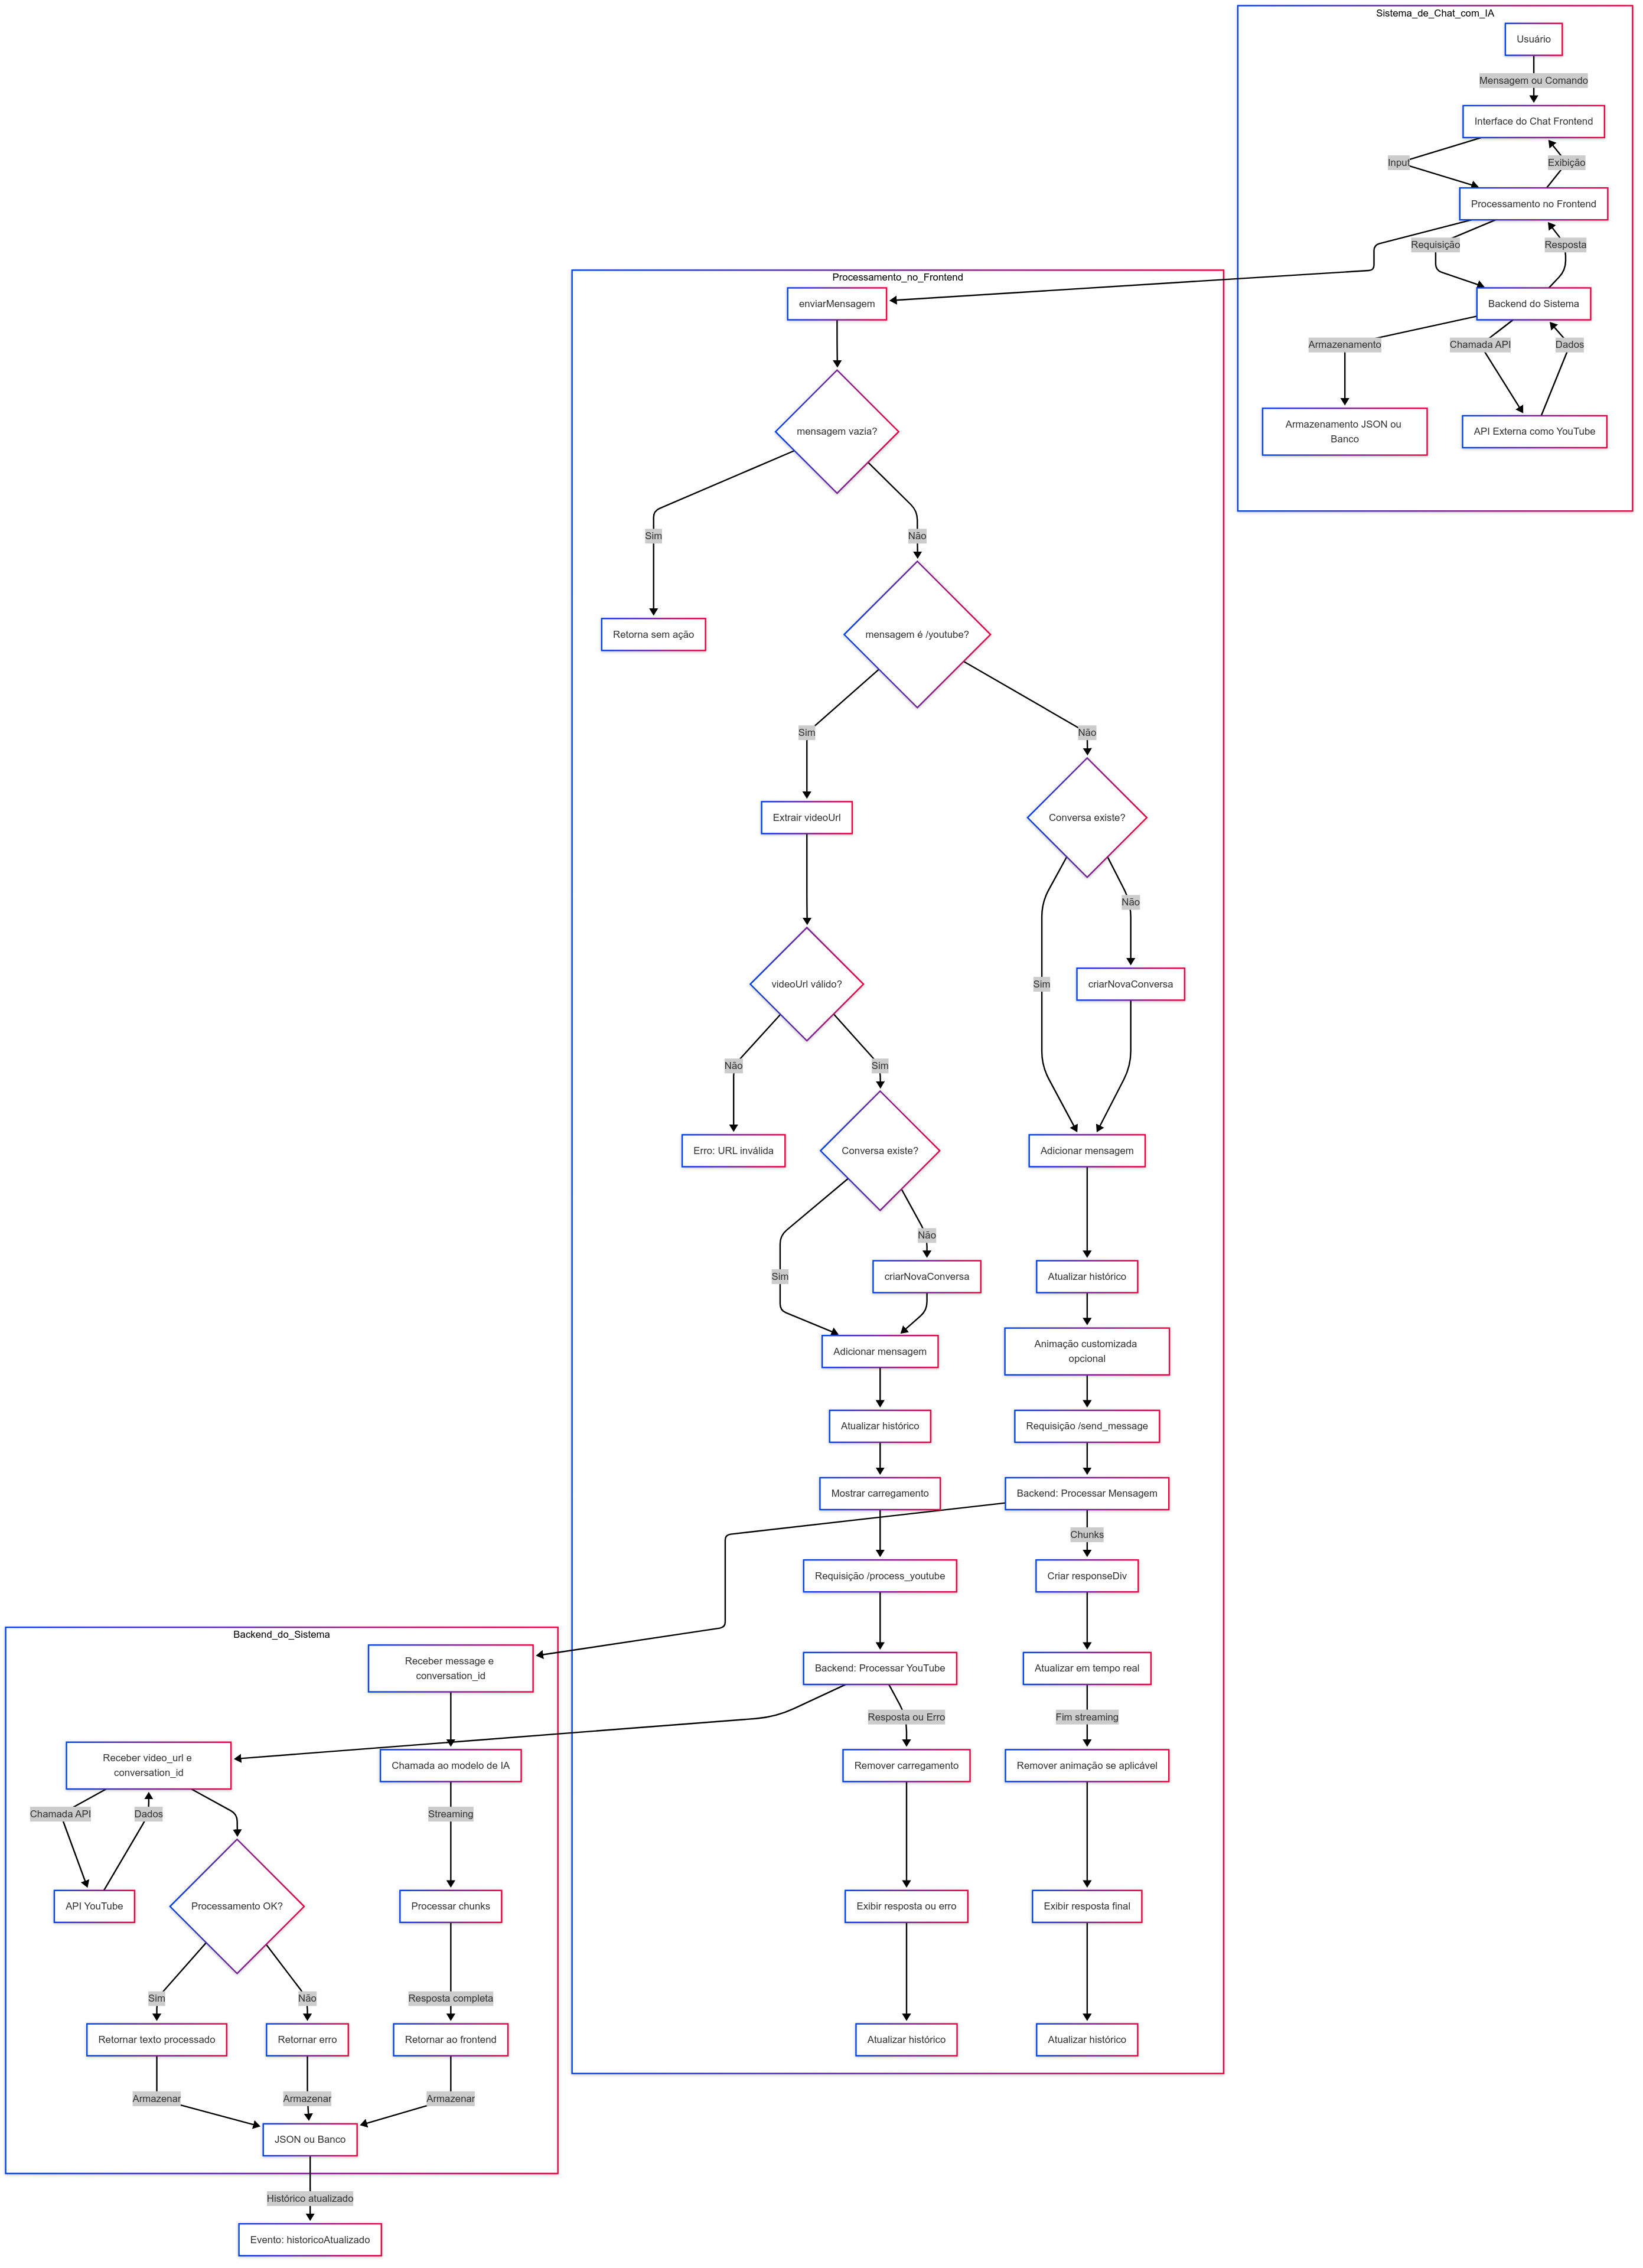 Sistema_de_Chat_com_IA
Usuário
Mensagem ou Comando
Interface do Chat Frontend
Input
Exibição
Processamento no Frontend
Requisição
Resposta
Backend do Sistema
Armazenamento
Chamada API
Dados
Armazenamento JSON ou
Banco
API Externa como YouTube
Processamento_no_Frontend
enviarMensagem
mensagem vazia?
Sim
Não
Retorna sem ação
mensagem é /youtube?
Sim
Não
Extrair videoUrl
Conversa existe?
Não
videoUrl válido?
Sim
criarNovaConversa
Não
Sim
Erro: URL inválida
Conversa existe?
Adicionar mensagem
Não
Sim
criarNovaConversa
Atualizar histórico
Adicionar mensagem
Animação customizada
opcional
Atualizar histórico
Requisição /send_message
Mostrar carregamento
Backend: Processar Mensagem
Chunks
Requisição /process_youtube
Criar responseDiv
Backend: Processar YouTube
Atualizar em tempo real
Resposta ou Erro
Fim streaming
Remover carregamento
Remover animação se aplicável
Exibir resposta ou erro
Exibir resposta final
Atualizar histórico
Atualizar histórico
Backend_do_Sistema
Receber message e
conversation_id
Receber video_url e
conversation_id
Chamada ao modelo de IA
Chamada API
Dados
Streaming
API YouTube
Processamento OK?
Processar chunks
Sim
Não
Resposta completa
Retornar texto processado
Retornar erro
Retornar ao frontend
Armazenar
Armazenar
Armazenar
JSON ou Banco
Histórico atualizado
Evento: historicoAtualizado